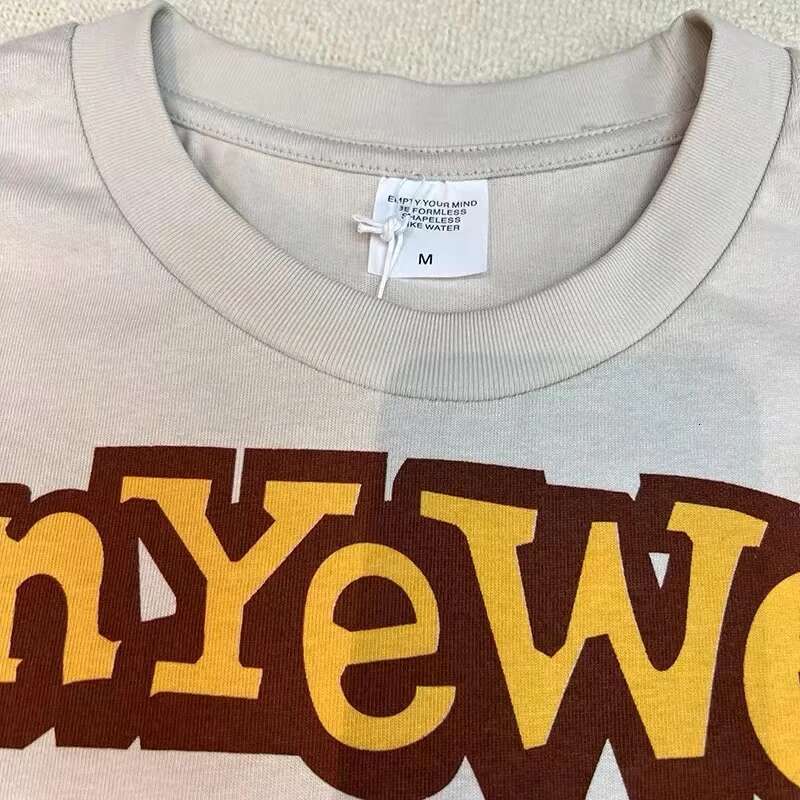 EMPTY YOUR MIND
BE FORMLESS
SHAPELESS
LIKE WATER
M
nYeWe